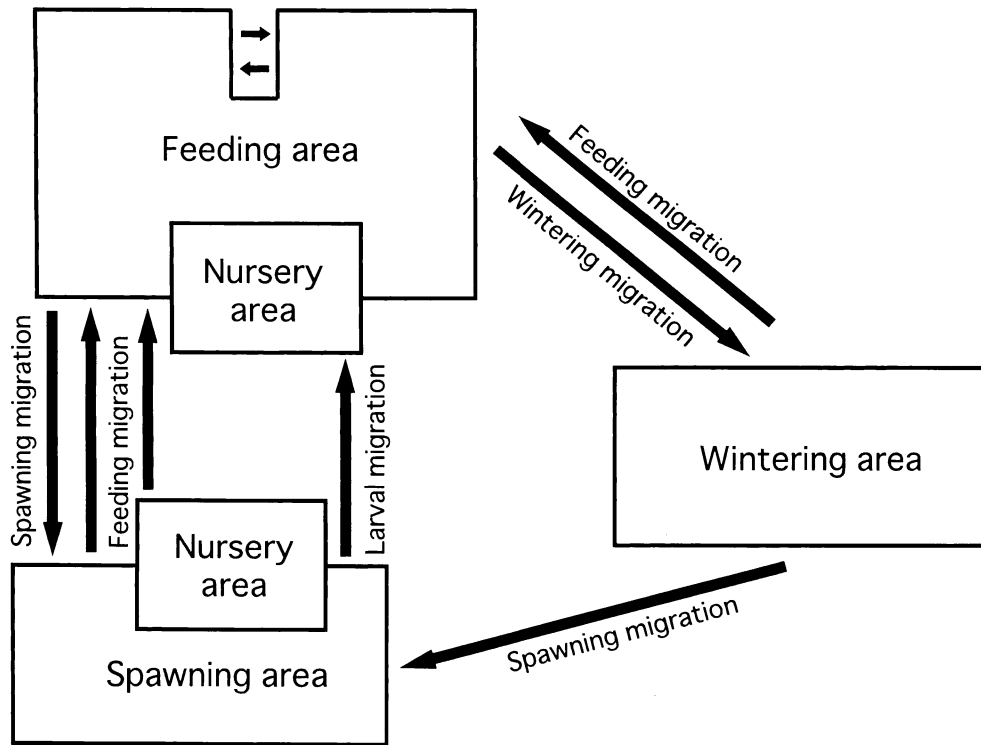 Feeding area
Feeding migration
Wintering migration
Nursery
area
Spawning migration
Feeding migration
Larval migration
Wintering area
Nursery
area
Spawning migration
Spawning area